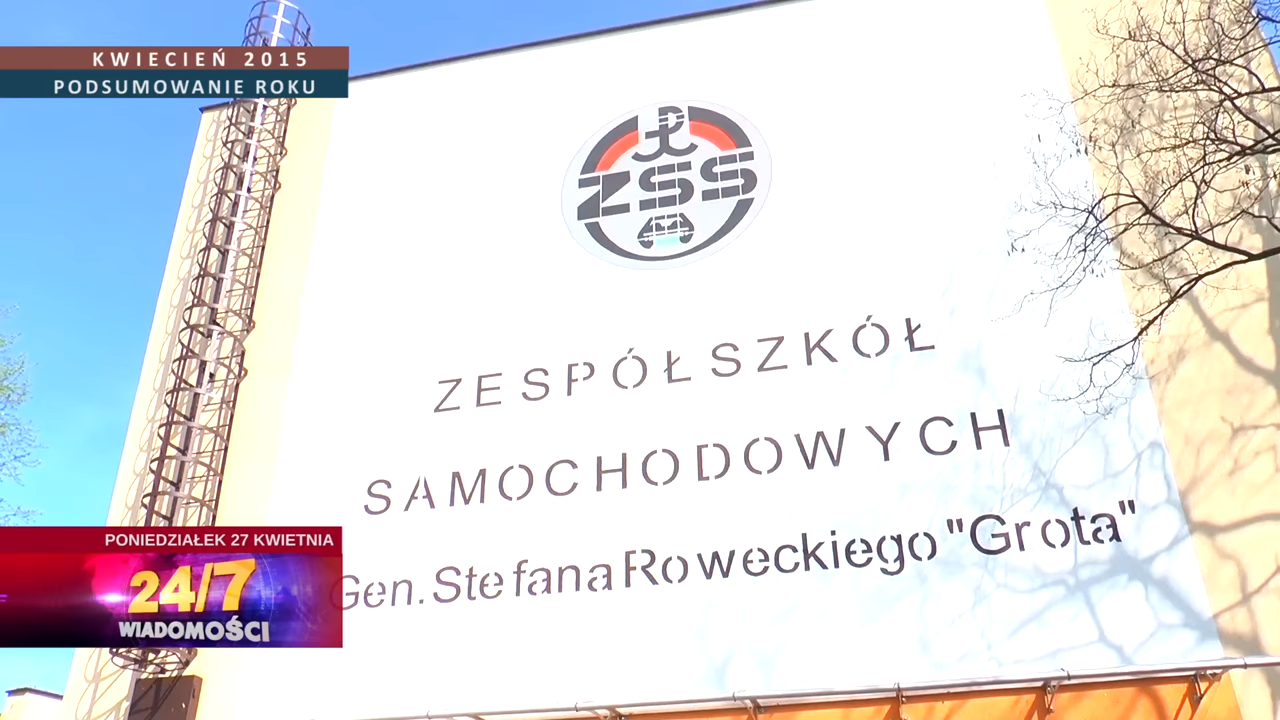 KWIECIEŃ 2015
PODSUMOWANIE ROKU
ZSS
ZESPÓŁ SZKÓŁ
SAMOCHODOWYCH
Gen. Stefana Roweckiego "Grota"
PONIEDZIAŁEK 27 KWIETNIA
24/7
WIADOMOŚCI